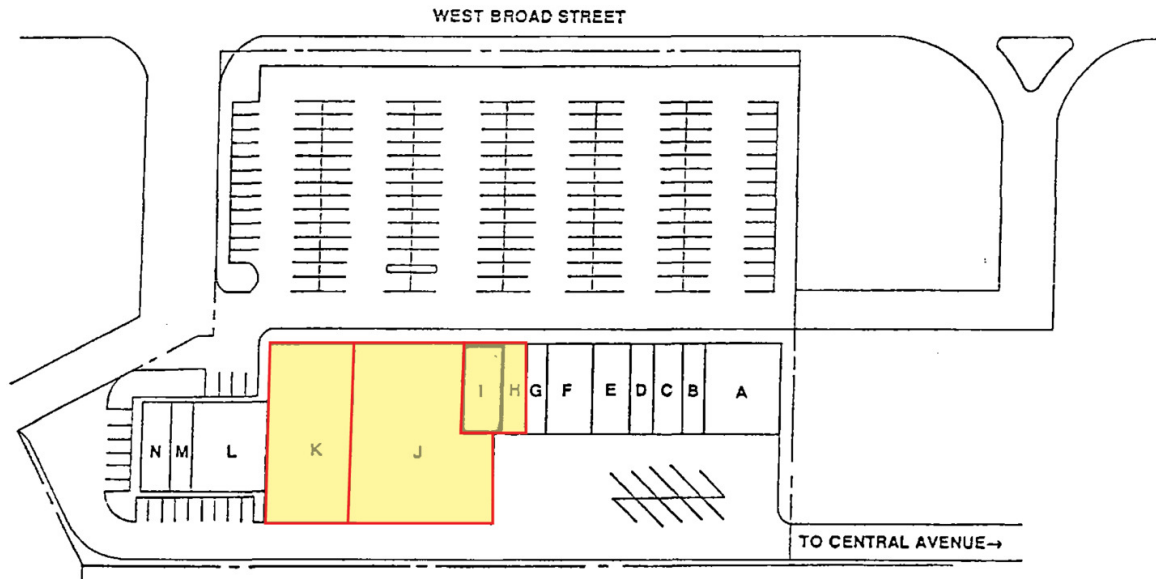 WEST BROAD STREET
I H G F E D C B A
N M L K J
TO CENTRAL AVENUE→